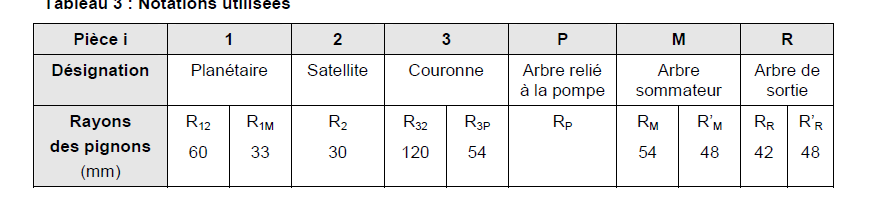 Tableau 3 : Notations utilisées
Pièce i 1 2 3 P M R
Désignation Planétaire Satellite Couronne Arbre relié à la pompe Arbre sommateur Arbre de sortie
Rayons des pignons (mm) R12 R1M R2 R32 R3P RP RM R'M RR R'R
60 33 30 120 54 54 48 42 48